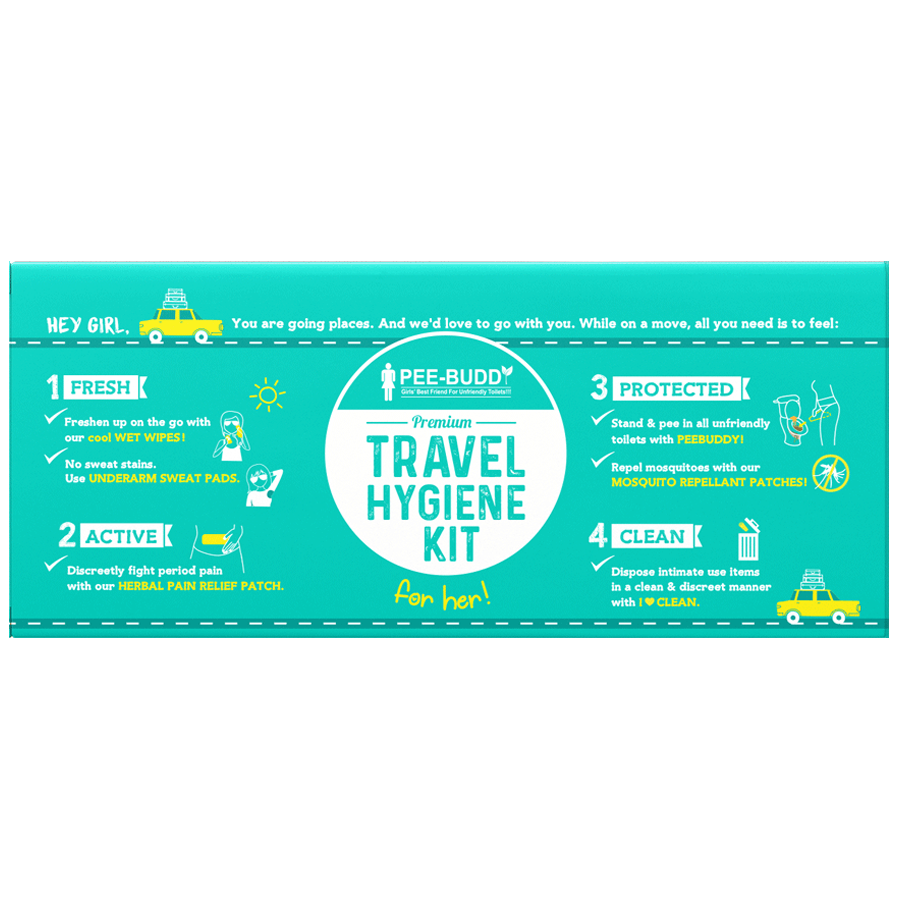 HEY GIRL,
You are going places. And we'd love to go with you. While on a move, all you need is to feel:
1 FRESH
Freshen up on the go with
our cool WET WIPES!
No sweat stains.
Use UNDERARM SWEAT PADS.
2 ACTIVE
Discreetly fight period pain
with our HERBAL PAIN RELIEF PATCH.
PEE-BUDDY
Girls' Best Friend For Unfriendly Toilets!!!
Premium
TRAVEL
HYGIENE
KIT
for her!
3 PROTECTED
Stand & pee in all unfriendly
toilets with PEEBUDDY!
Repel mosquitoes with our
MOSQUITO REPELLANT PATCHES!
4 CLEAN
Dispose intimate use items
in a clean & discreet manner
with I ♥ CLEAN.